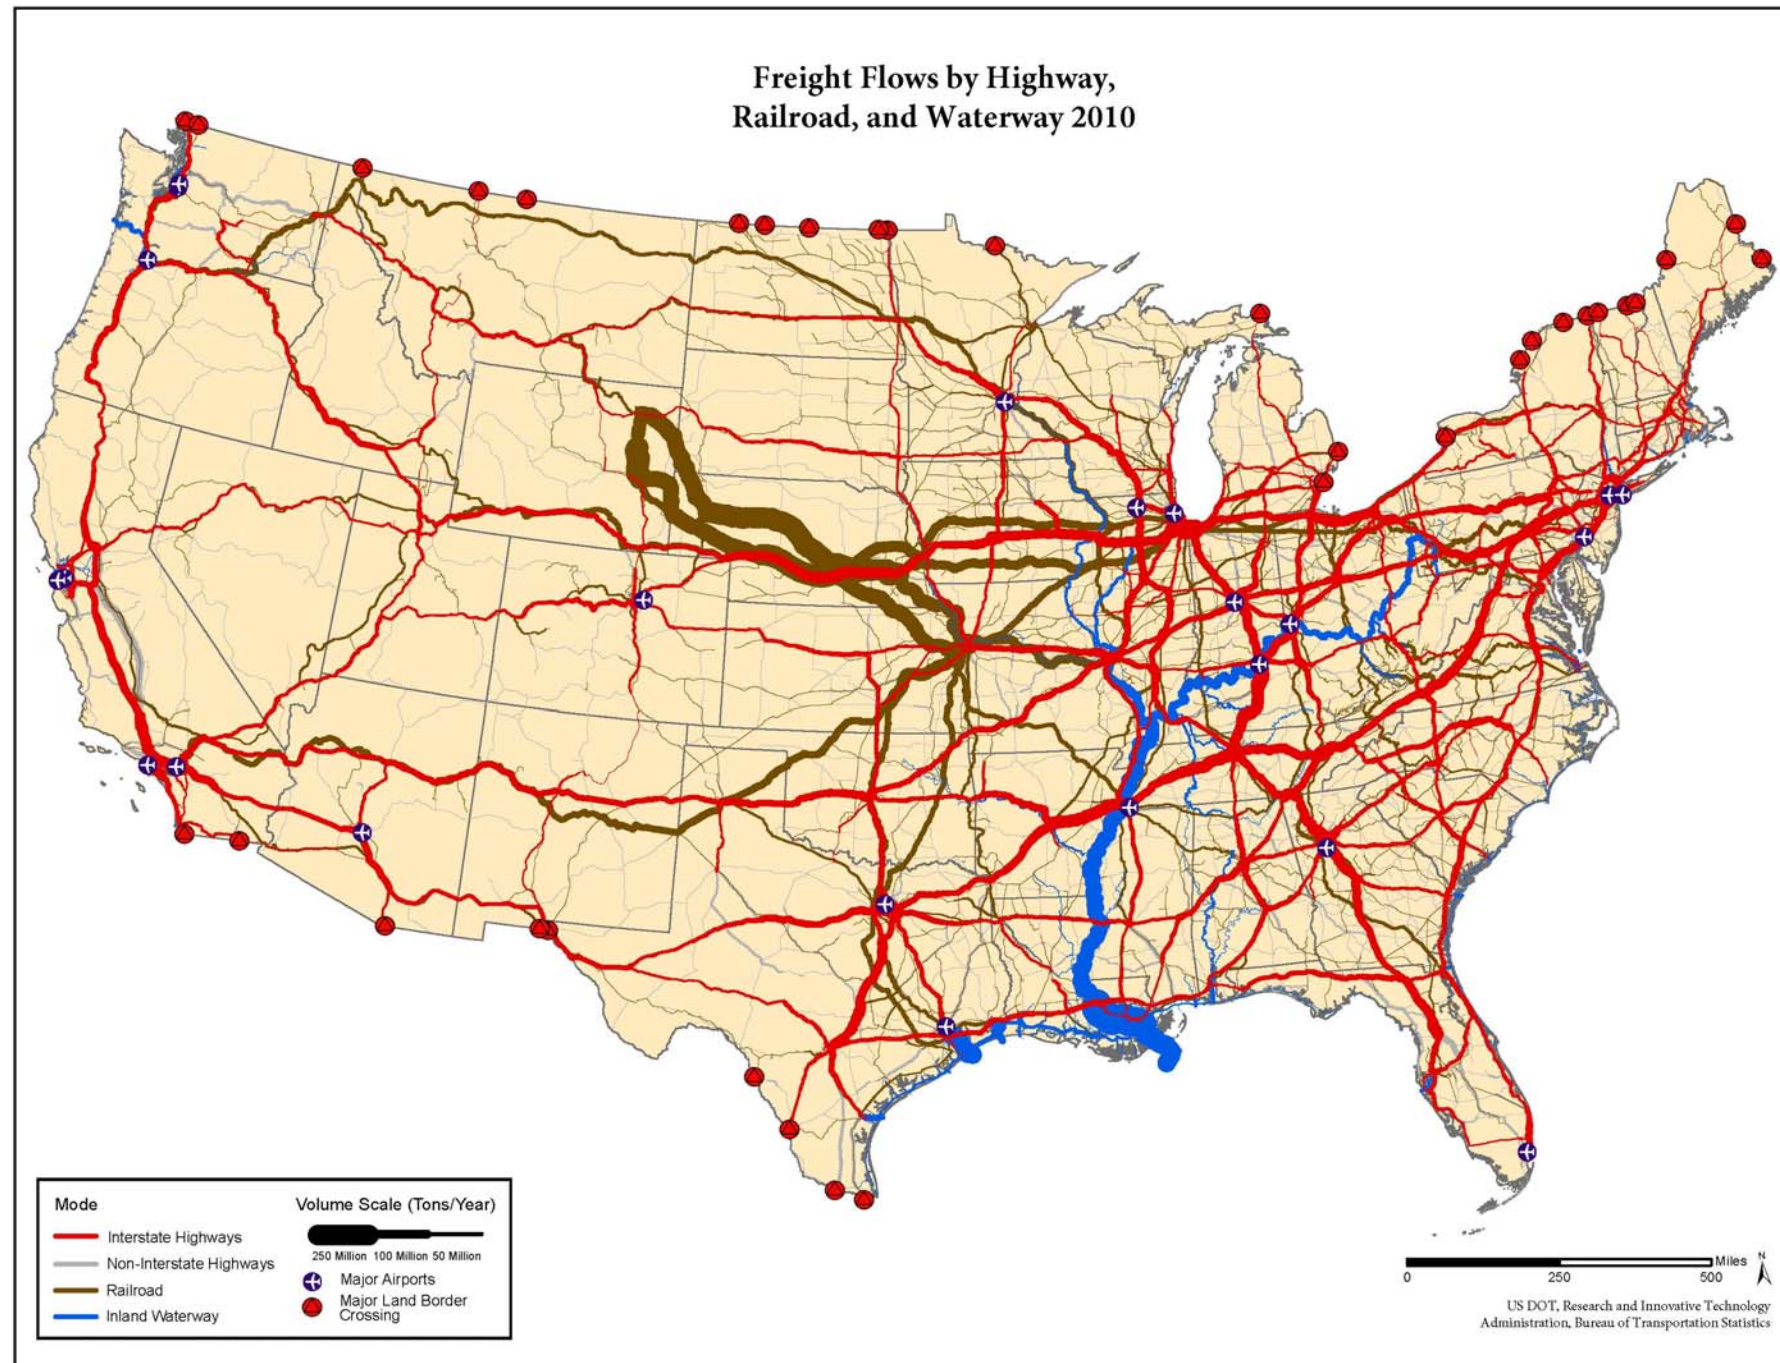 Freight Flows by Highway,
Railroad, and Waterway 2010
Mode
Interstate Highways
Non-Interstate Highways
Railroad
Inland Waterway
Volume Scale (Tons/Year)
250 Million 100 Million 50 Million
Major Airports
Major Land Border
Crossing
Miles
0 250 500
N
US DOT, Research and Innovative Technology
Administration, Bureau of Transportation Statistics